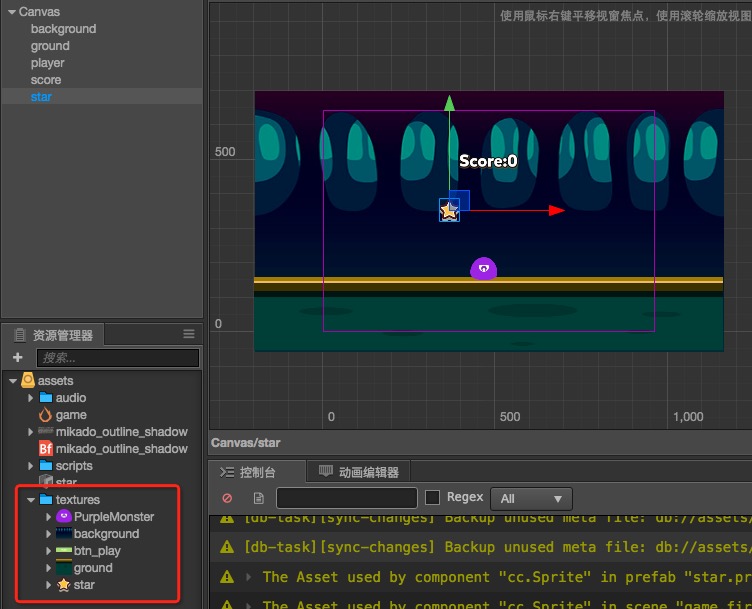 Canvas
background
ground
player
score
star
使用鼠标右键平移视窗焦点，使用滚轮缩放视图
500
Score:0
0
0
500
1,000
资源管理器
搜索...
assets
audio
game
mikado_outline_shadow
Bf mikado_outline_shadow
scripts
star
textures
PurpleMonster
background
btn_play
ground
star
Canvas/star
控制台
动画编辑器
Regex
All
[db-task][sync-changes] Backup unused meta file: db://assets/
[db-task][sync-changes] Backup unused meta file: db://assets/
The Asset used by component "cc.Sprite" in prefab "star.pr
The Asset used by component "cc.Sprite" in scene "game.fir